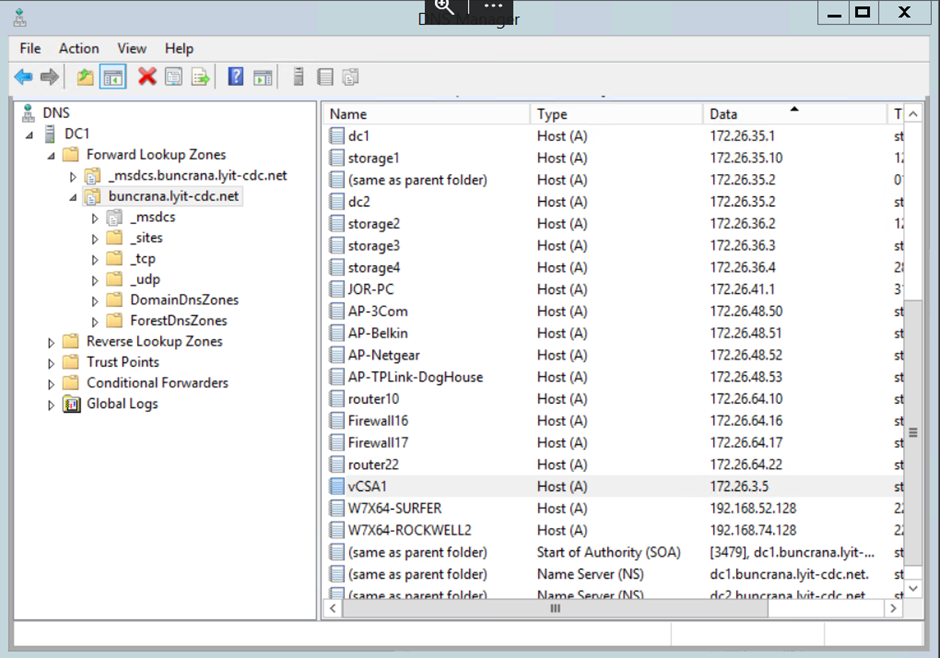 DNS Manager
File Action View Help
DNS
DC1
Forward Lookup Zones
_msdcs.buncrana.lyit-cdc.net
buncrana.lyit-cdc.net
_msdcs
_sites
_tcp
_udp
DomainDnsZones
ForestDnsZones
Reverse Lookup Zones
Trust Points
Conditional Forwarders
Global Logs
Name Type Data T
dc1 Host (A) 172.26.35.1 st
storage1 Host (A) 172.26.35.10 12
(same as parent folder) Host (A) 172.26.35.2 0
dc2 Host (A) 172.26.35.2 st
storage2 Host (A) 172.26.36.2 12
storage3 Host (A) 172.26.36.3 st
storage4 Host (A) 172.26.36.4 28
JOR-PC Host (A) 172.26.41.1 3
AP-3Com Host (A) 172.26.48.50 st
AP-Belkin Host (A) 172.26.48.51 st
AP-Netgear Host (A) 172.26.48.52 st
AP-TPLink-DogHouse Host (A) 172.26.48.53 st
router10 Host (A) 172.26.64.10 st
Firewall16 Host (A) 172.26.64.16 st
Firewall17 Host (A) 172.26.64.17 st
router22 Host (A) 172.26.64.22 st
vCSA1 Host (A) 172.26.3.5 st
W7X64-SURFER Host (A) 192.168.52.128 22
W7X64-ROCKWELL2 Host (A) 192.168.74.128 22
(same as parent folder) Start of Authority (SOA) [3479], dc1.buncrana.lyit-... st
(same as parent folder) Name Server (NS) dc1.buncrana.lyit-cdc.net. st
(same as parent folder) Name Server (NS) dc2.buncrana.lyit-cdc.net. st